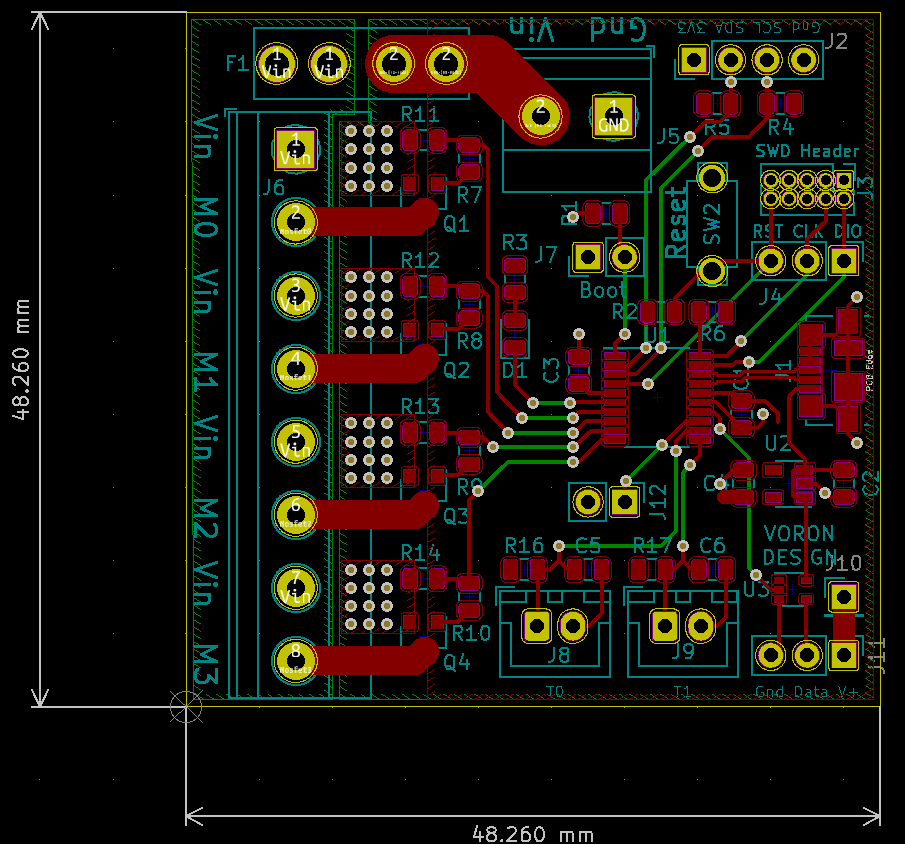 Vin Gnd
3V3 SDA SCL Gnd
J2
F1
1 Vin
1 Vin
2
2
2
1 GND
R5 R4
R11
J5
SWD Header
Vin
1 Vin
J6
R7
J3
M0
2
Q1
R1
Reset
SW2
RST CLK DIO
R12
R3
J7
Boot
J4
Vin
3 Vin
R8
R2
R6
J1
PCB Edge
M1
4
Q2
D1
C3
C1
J1
R13
Vin
5 Vin
R9
U2
C4
C2
M2
6
Q3
J12
VORON
DESIGN
R14
R16 C5 R17 C6
J10
Vin
7 Vin
U3
R10
M3
8
Q4
J8
J9
J11
T0
T1
Gnd Data V+
48.260 mm
48.260 mm